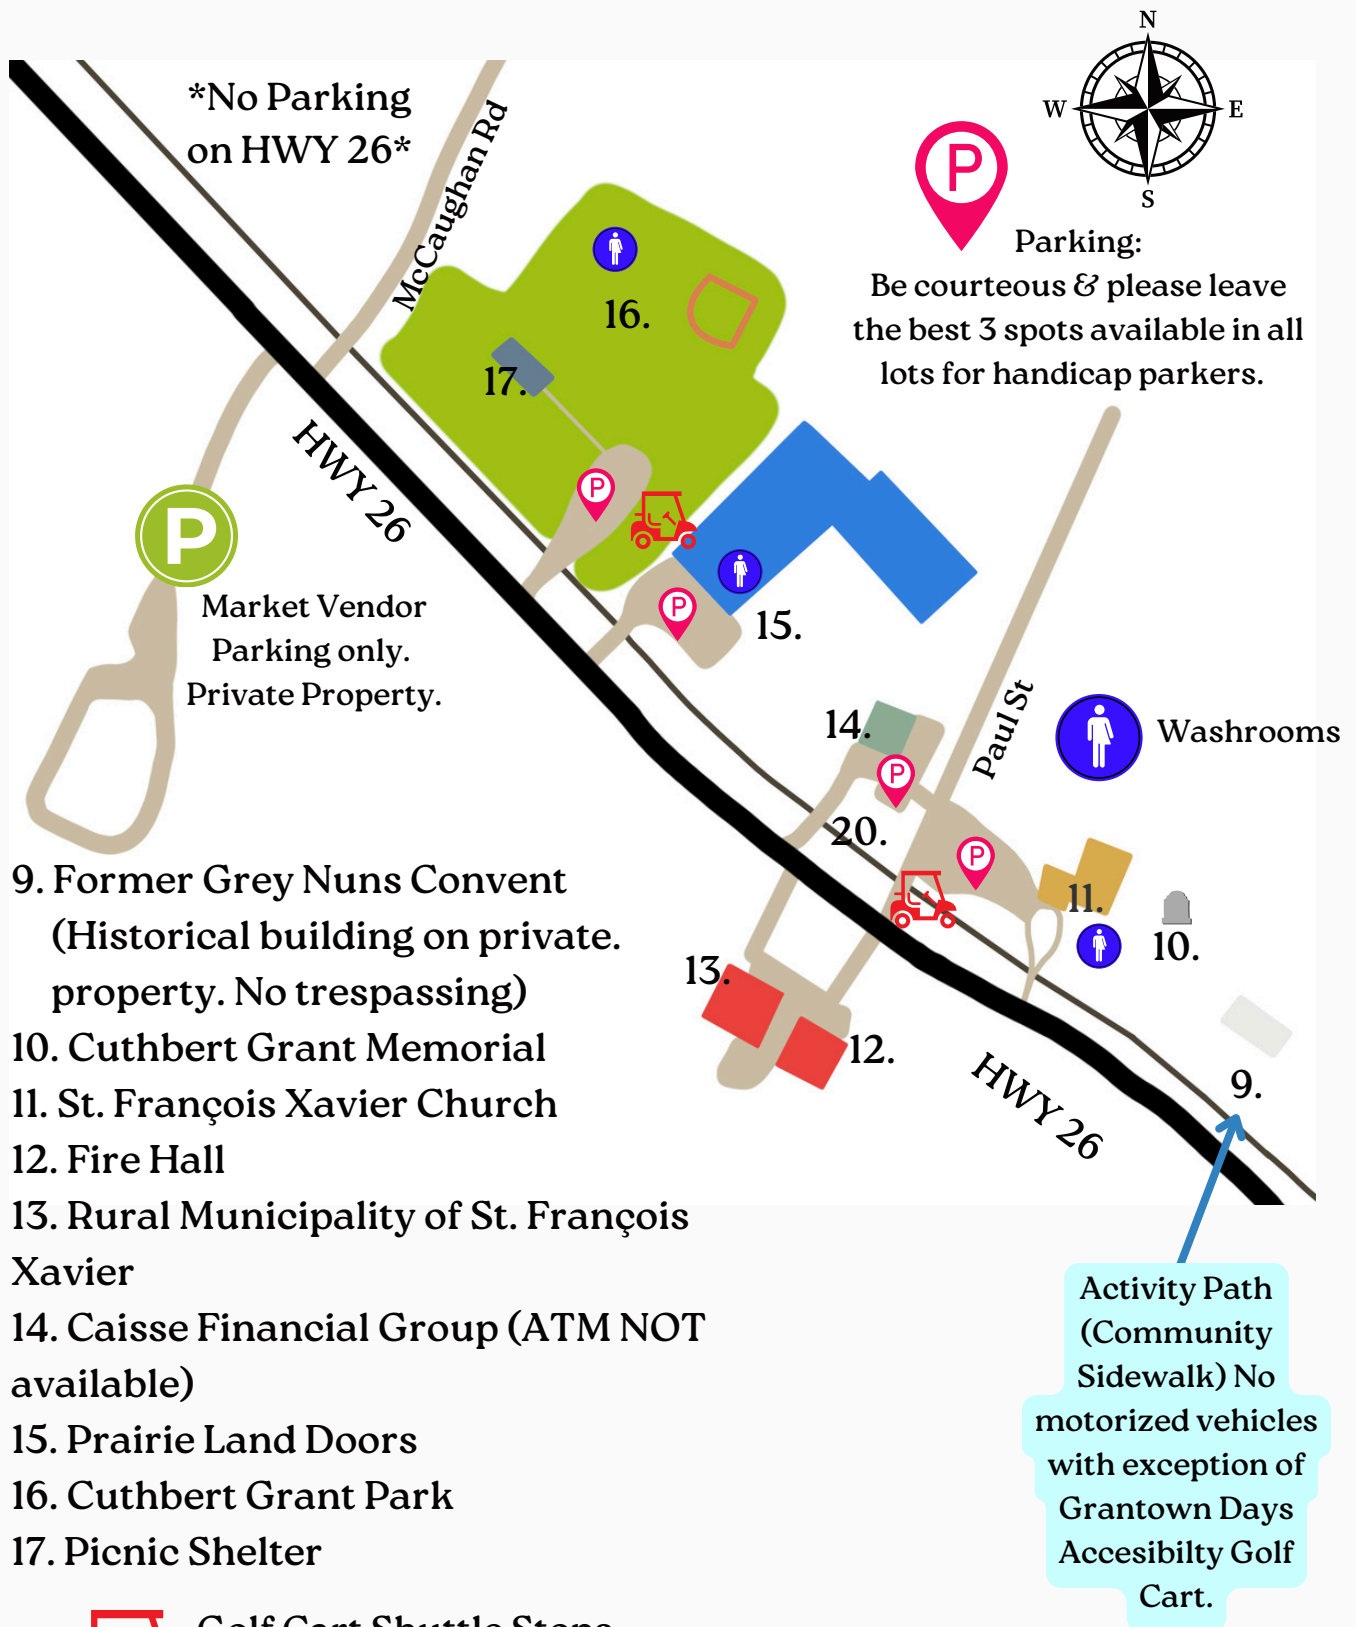 N
W
E
S
*No Parking
on HWY 26*
McCaughan Rd
P
Parking:
Be courteous & please leave
the best 3 spots available in all
lots for handicap parkers.
16.
17.
HWY 26
P
P
Market Vendor
Parking only.
Private Property.
P
15.
Paul St
Washrooms
14.
P
20.
P
11.
10.
13.
12.
HWY 26
9.
9. Former Grey Nuns Convent
(Historical building on private.
property. No trespassing)
10. Cuthbert Grant Memorial
11. St. François Xavier Church
12. Fire Hall
13. Rural Municipality of St. François
Xavier
14. Caisse Financial Group (ATM NOT
available)
15. Prairie Land Doors
16. Cuthbert Grant Park
17. Picnic Shelter
Golf Cart Shuttle Stops
Activity Path
(Community
Sidewalk) No
motorized vehicles
with exception of
Grantown Days
Accesibilty Golf
Cart.